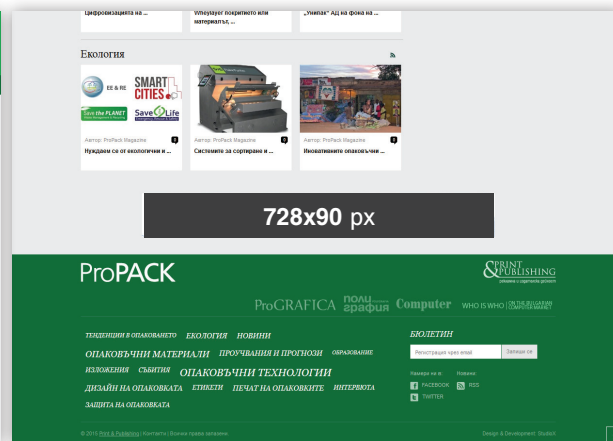 Цифровизацията на ...
Wheylayer покритието или материалът, ...
„Унипак“ АД на фона на ...
Екология
EE & RE
SMART CITIES
Save the PLANET
Save Life
Автор: ProPack Magazine 0
Нуждаем се от екологични и ...
Автор: ProPack Magazine 0
Системите за сортиране и ...
Автор: ProPack Magazine 0
Иновативните опаковъчни ...
728x90 px
ProPACK
PRINT & PUBLISHING
ProGRAFICA полиграфия Computer WHO IS WHO | ON THE BULGARIAN COMPUTER MARKET
ТЕНДЕНЦИИ В ОПАКОВАНЕТО ЕКОЛОГИЯ НОВИНИ
ОПАКОВЪЧНИ МАТЕРИАЛИ ПРОУЧВАНИЯ И ПРОГНОЗИ ОБРАЗОВАНИЕ
ИЗЛОЖЕНИЯ СЪБИТИЯ ОПАКОВЪЧНИ ТЕХНОЛОГИИ
ДИЗАЙН НА ОПАКОВКАТА ЕТИКЕТИ ПЕЧАТ НА ОПАКОВКИТЕ ИНТЕРВЮТА
ЗАЩИТА НА ОПАКОВКАТА
БЮЛЕТИН
Регистрация чрез email Запиши се
Намери ни в: Новини:
FACEBOOK RSS
TWITTER
© 2015 Print & Publishing | Контакти | Всички права запазени.
Design & Development: StudioX